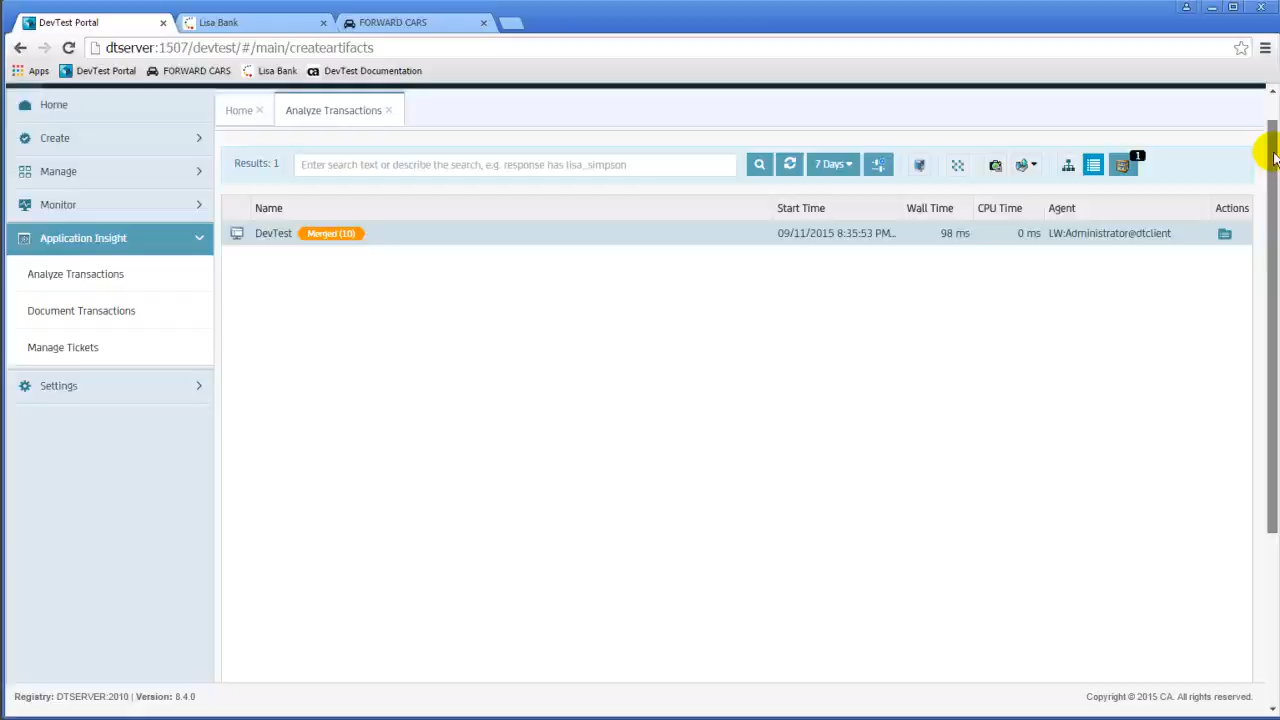 DevTest Portal
Lisa Bank
FORWARD CARS
dtserver:1507/devtest/#/main/createartifacts
Apps
DevTest Portal
FORWARD CARS
Lisa Bank
ca
DevTest Documentation
Home
Create
Manage
Monitor
Application Insight
Analyze Transactions
Document Transactions
Manage Tickets
Settings
Home
Analyze Transactions
Results: 1
Enter search text or describe the search, e.g. response has lisa_simpson
7 Days
1
Name Start Time Wall Time CPU Time Agent Actions
DevTest Merged (10) 09/11/2015 8:35:53 PM... 98 ms 0 ms LW:Administrator@dtclient
Registry: DTSERVER:2010 | Version: 8.4.0
Copyright © 2015 CA. All rights reserved.